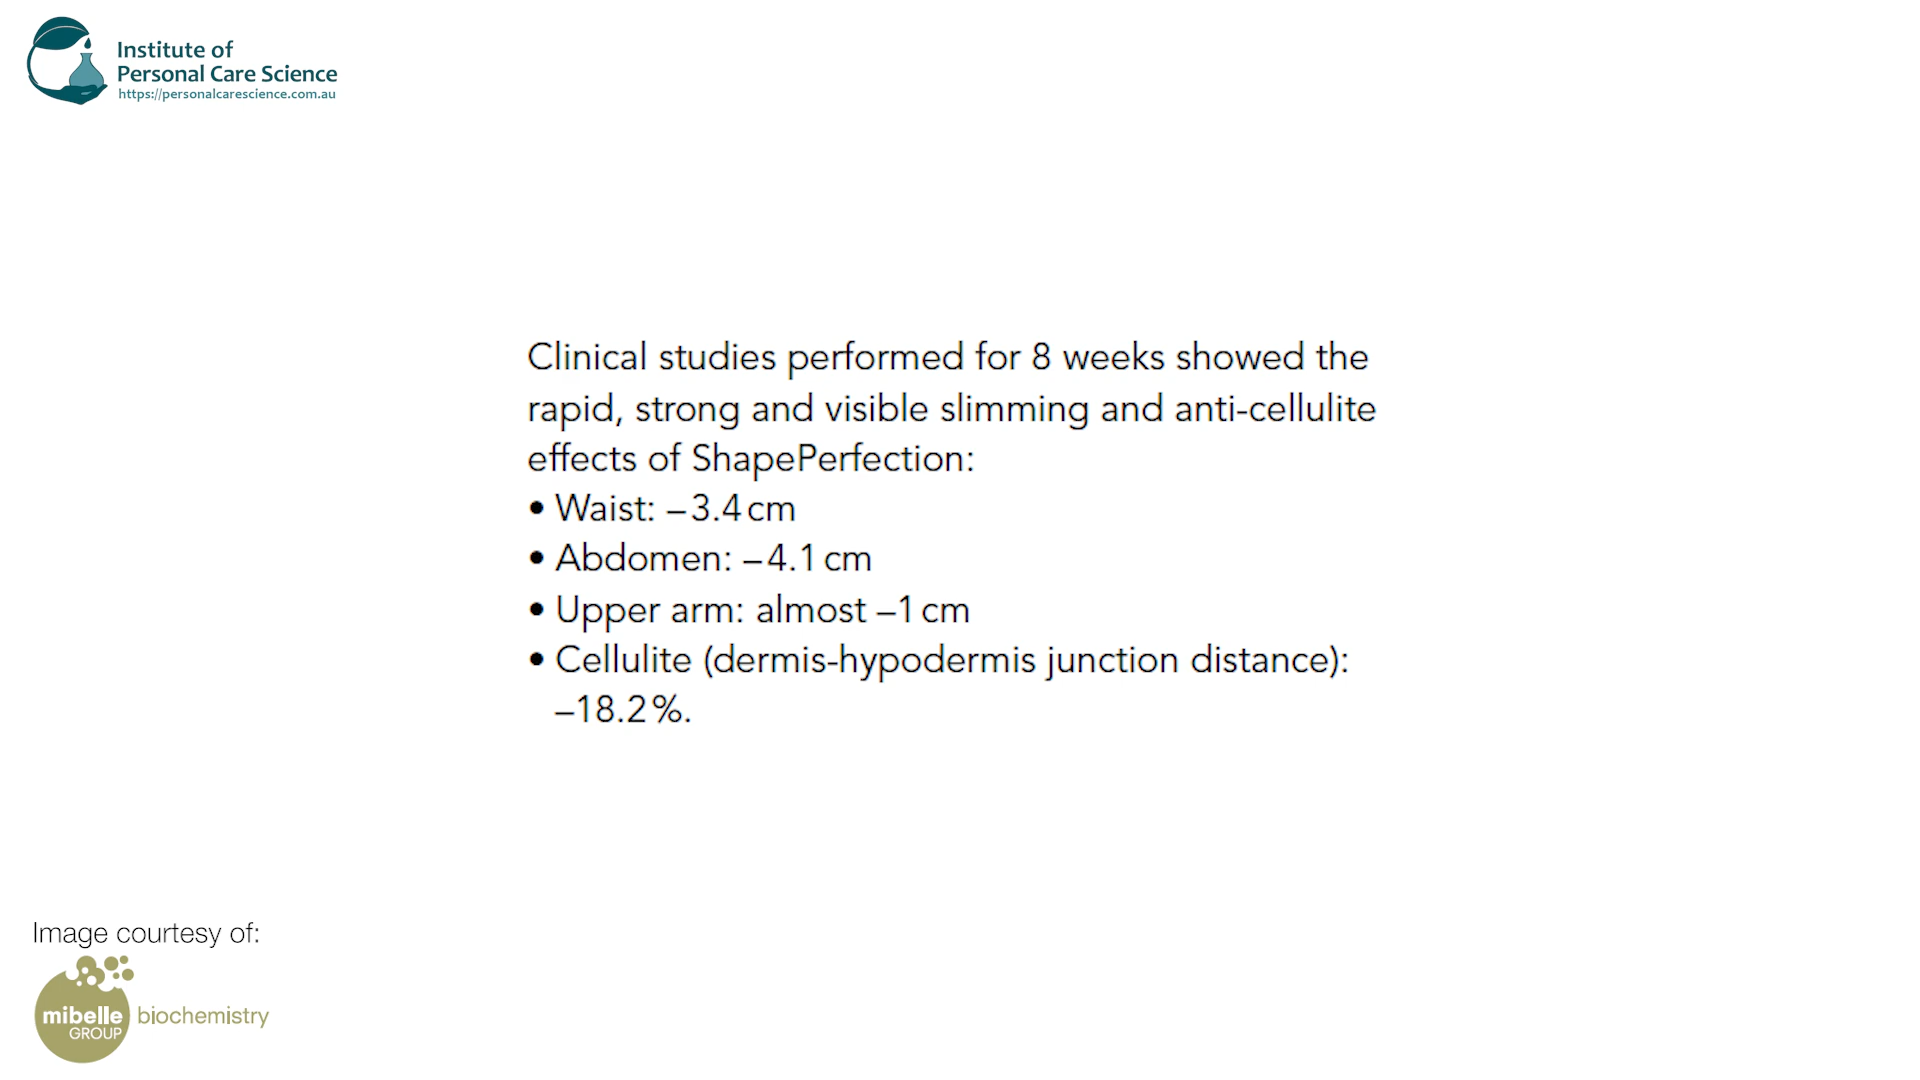 Institute of
Personal Care Science
https://personalcarescience.com.au
Clinical studies performed for 8 weeks showed the
rapid, strong and visible slimming and anti-cellulite
effects of ShapePerfection:
• Waist: –3.4 cm
• Abdomen: –4.1 cm
• Upper arm: almost –1 cm
• Cellulite (dermis-hypodermis junction distance):
–18.2 %.
Image courtesy of:
mibelle biochemistry
GROUP